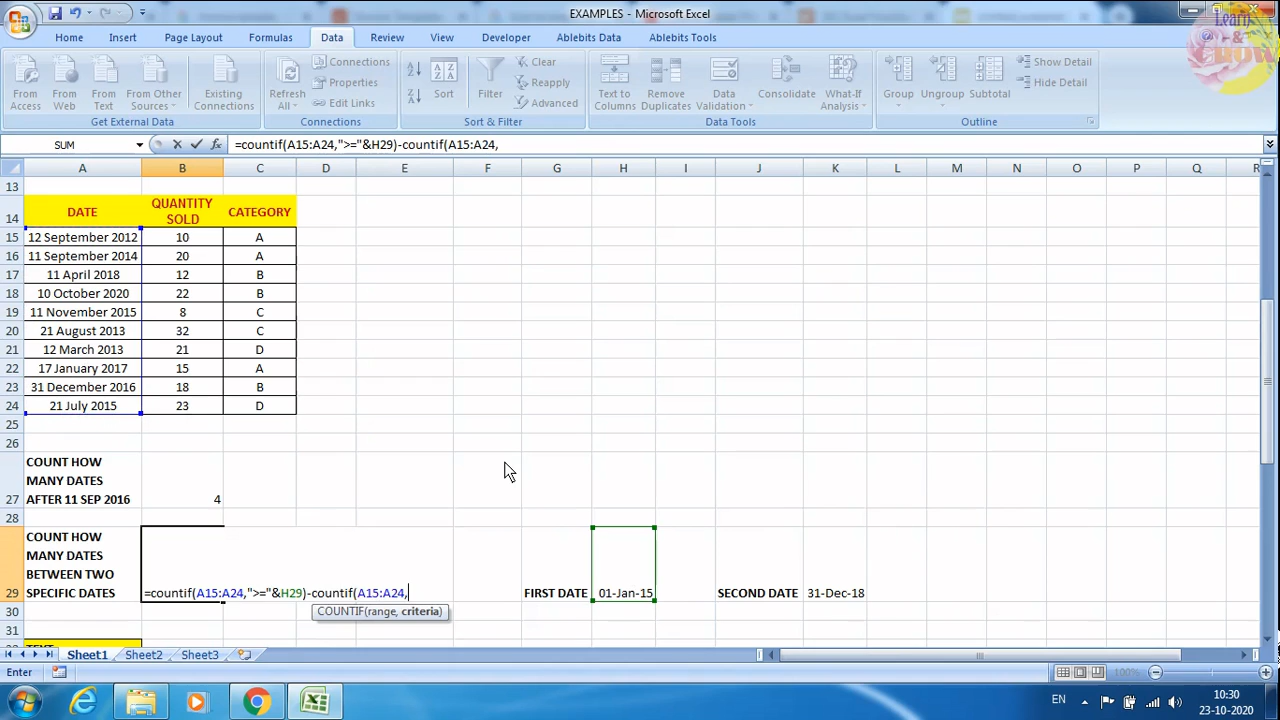 EXAMPLES - Microsoft Excel
Learn
&
GROW
Home Insert Page Layout Formulas Data Review View Developer Ablebits Data Ablebits Tools
From Access
From Web
From Text
From Other Sources
Existing Connections
Get External Data
Refresh All
Connections
Properties
Edit Links
Connections
Sort
Filter
Clear
Reapply
Advanced
Sort & Filter
Text to Columns
Remove Duplicates
Data Validation
Consolidate
What-If Analysis
Data Tools
Group
Ungroup
Subtotal
Show Detail
Hide Detail
Outline
SUM fx =countif(A15:A24,">="&H29)-countif(A15:A24,
A B C D E F G H I J K L M N O P Q R
13
14 DATE QUANTITY SOLD CATEGORY
15 12 September 2012 10 A
16 11 September 2014 20 A
17 11 April 2018 12 B
18 10 October 2020 22 B
19 11 November 2015 8 C
20 21 August 2013 32 C
21 12 March 2013 21 D
22 17 January 2017 15 A
23 31 December 2016 18 B
24 21 July 2015 23 D
25
26
COUNT HOW
MANY DATES
27 AFTER 11 SEP 2016 4
28
COUNT HOW
MANY DATES
BETWEEN TWO
29 SPECIFIC DATES =countif(A15:A24,">="&H29)-countif(A15:A24, FIRST DATE 01-Jan-15 SECOND DATE 31-Dec-18
COUNTIF(range, criteria)
30
31
TEXT
Sheet1 Sheet2 Sheet3
Enter 100%
EN 10:30
23-10-2020